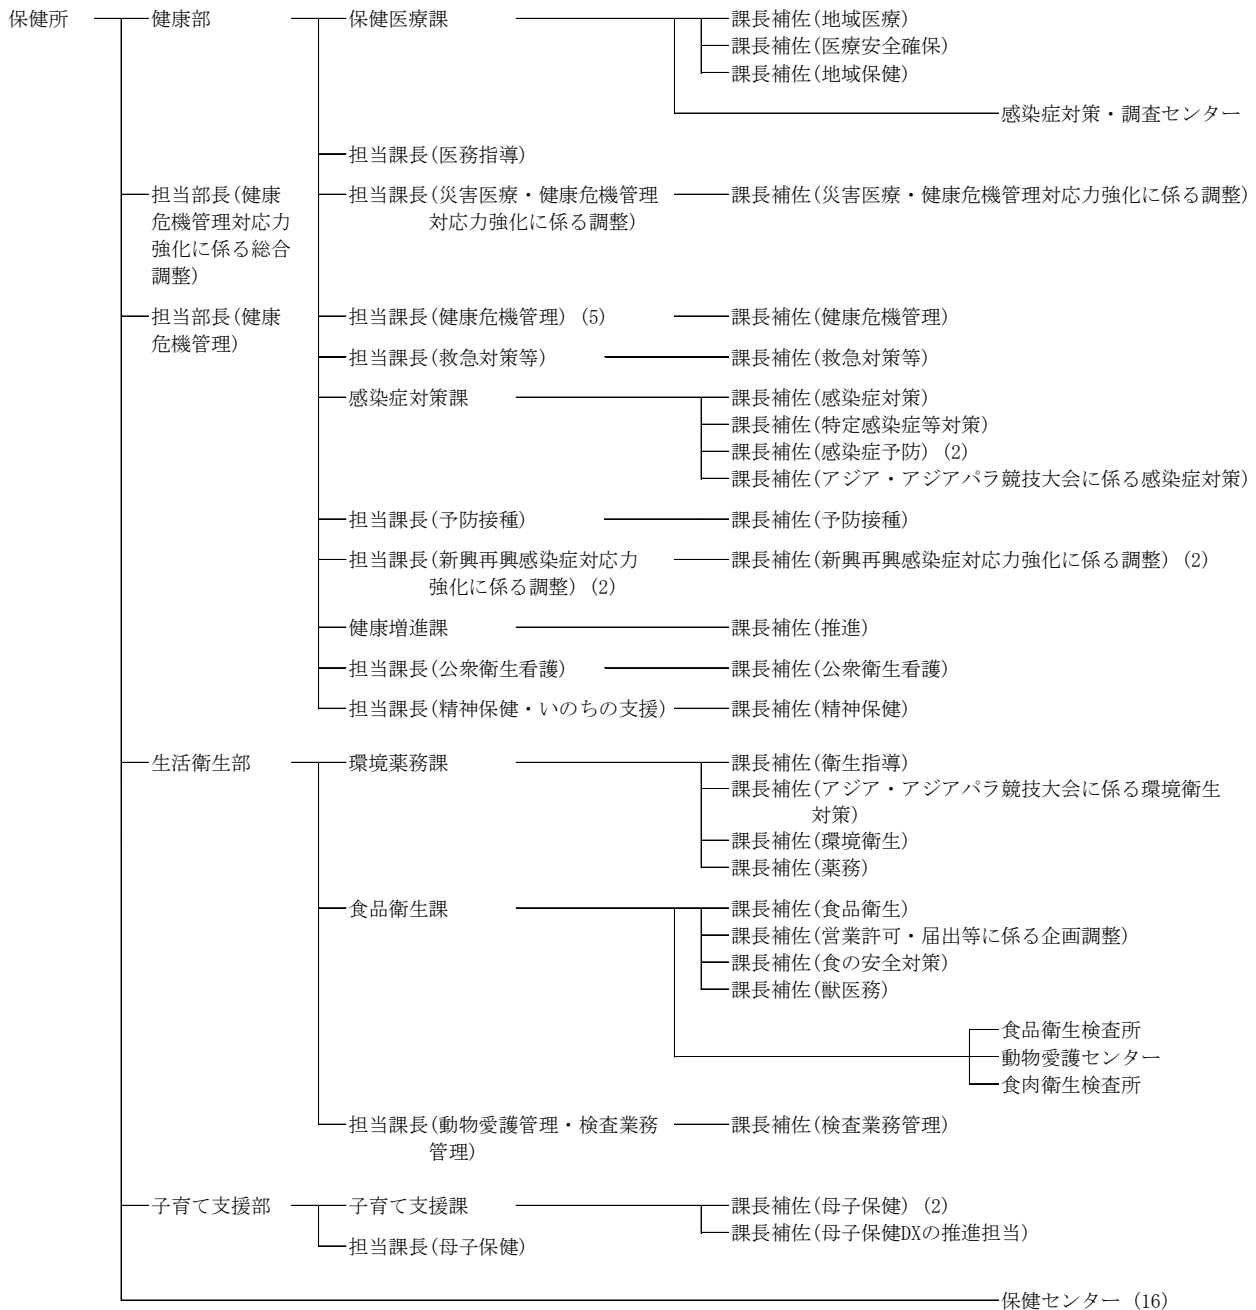 保健所 健康部 保健医療課 課長補佐(地域医療)
課長補佐(医療安全確保)
課長補佐(地域保健)
感染症対策・調査センター
担当課長(医務指導)
担当部長(健康 担当課長(災害医療・健康危機管理 課長補佐(災害医療・健康危機管理対応力強化に係る調整)
危機管理対応力 対応力強化に係る調整)
強化に係る総合
調整)
担当部長(健康 担当課長(健康危機管理)(5) 課長補佐(健康危機管理)
危機管理)
担当課長(救急対策等) 課長補佐(救急対策等)
感染症対策課 課長補佐(感染症対策)
課長補佐(特定感染症等対策)
課長補佐(感染症予防)(2)
課長補佐(アジア・アジアパラ競技大会に係る感染症対策)
担当課長(予防接種) 課長補佐(予防接種)
担当課長(新興再興感染症対応力 課長補佐(新興再興感染症対応力強化に係る調整)(2)
強化に係る調整)(2)
健康増進課 課長補佐(推進)
担当課長(公衆衛生看護) 課長補佐(公衆衛生看護)
担当課長(精神保健・いのちの支援) 課長補佐(精神保健)
生活衛生部 環境薬務課 課長補佐(衛生指導)
課長補佐(アジア・アジアパラ競技大会に係る環境衛生
対策)
課長補佐(環境衛生)
課長補佐(薬務)
食品衛生課 課長補佐(食品衛生)
課長補佐(営業許可・届出等に係る企画調整)
課長補佐(食の安全対策)
課長補佐(獣医務)
食品衛生検査所
動物愛護センター
食肉衛生検査所
担当課長(動物愛護管理・検査業務 課長補佐(検査業務管理)
管理)
子育て支援部 子育て支援課 課長補佐(母子保健)(2)
課長補佐(母子保健DXの推進担当)
担当課長(母子保健)
保健センター(16)